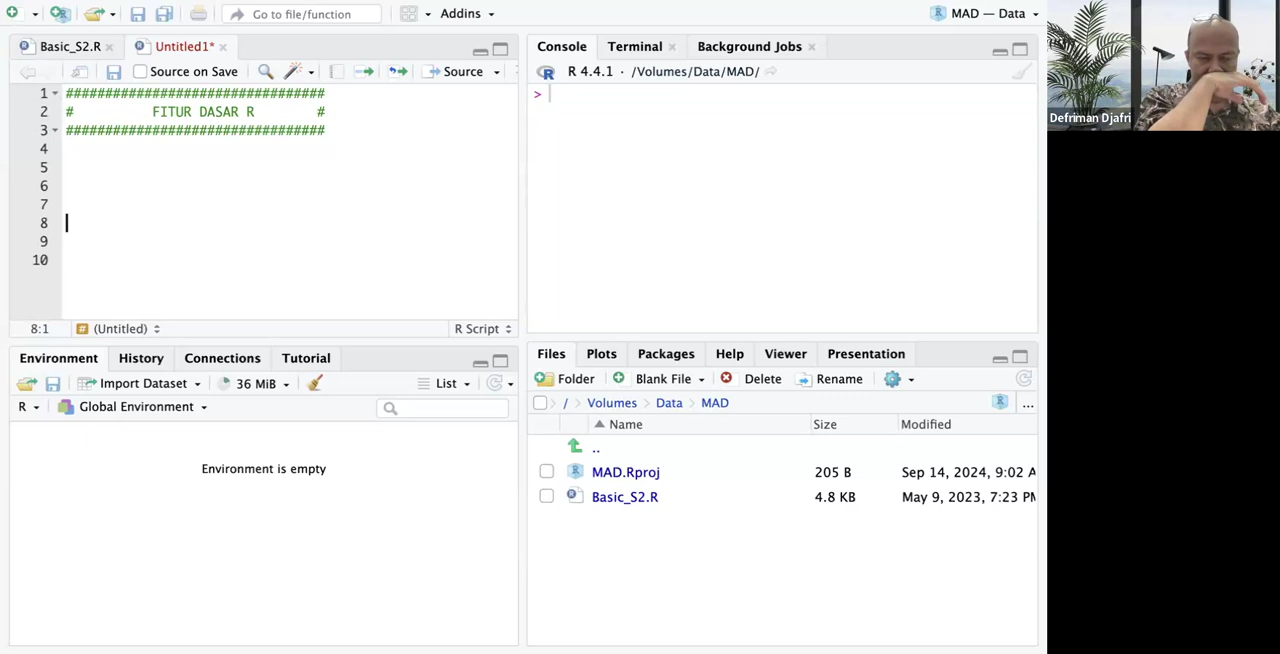 Go to file/function
Addins
MAD — Data
Basic_S2.R
Untitled1*
Source on Save
Source
1 ################################
2 # FITUR DASAR R #
3 ################################
4
5
6
7
8
9
10
8:1
(Untitled)
R Script
Console
Terminal
Background Jobs
R 4.4.1 · /Volumes/Data/MAD/
>
Environment
History
Connections
Tutorial
Import Dataset
36 MiB
List
R
Global Environment
Environment is empty
Files
Plots
Packages
Help
Viewer
Presentation
Folder
Blank File
Delete
Rename
/ Volumes Data MAD
...
Name
Size
Modified
..
MAD.Rproj
205 B
Sep 14, 2024, 9:02 A
Basic_S2.R
4.8 KB
May 9, 2023, 7:23 PM
Defriman Djafri